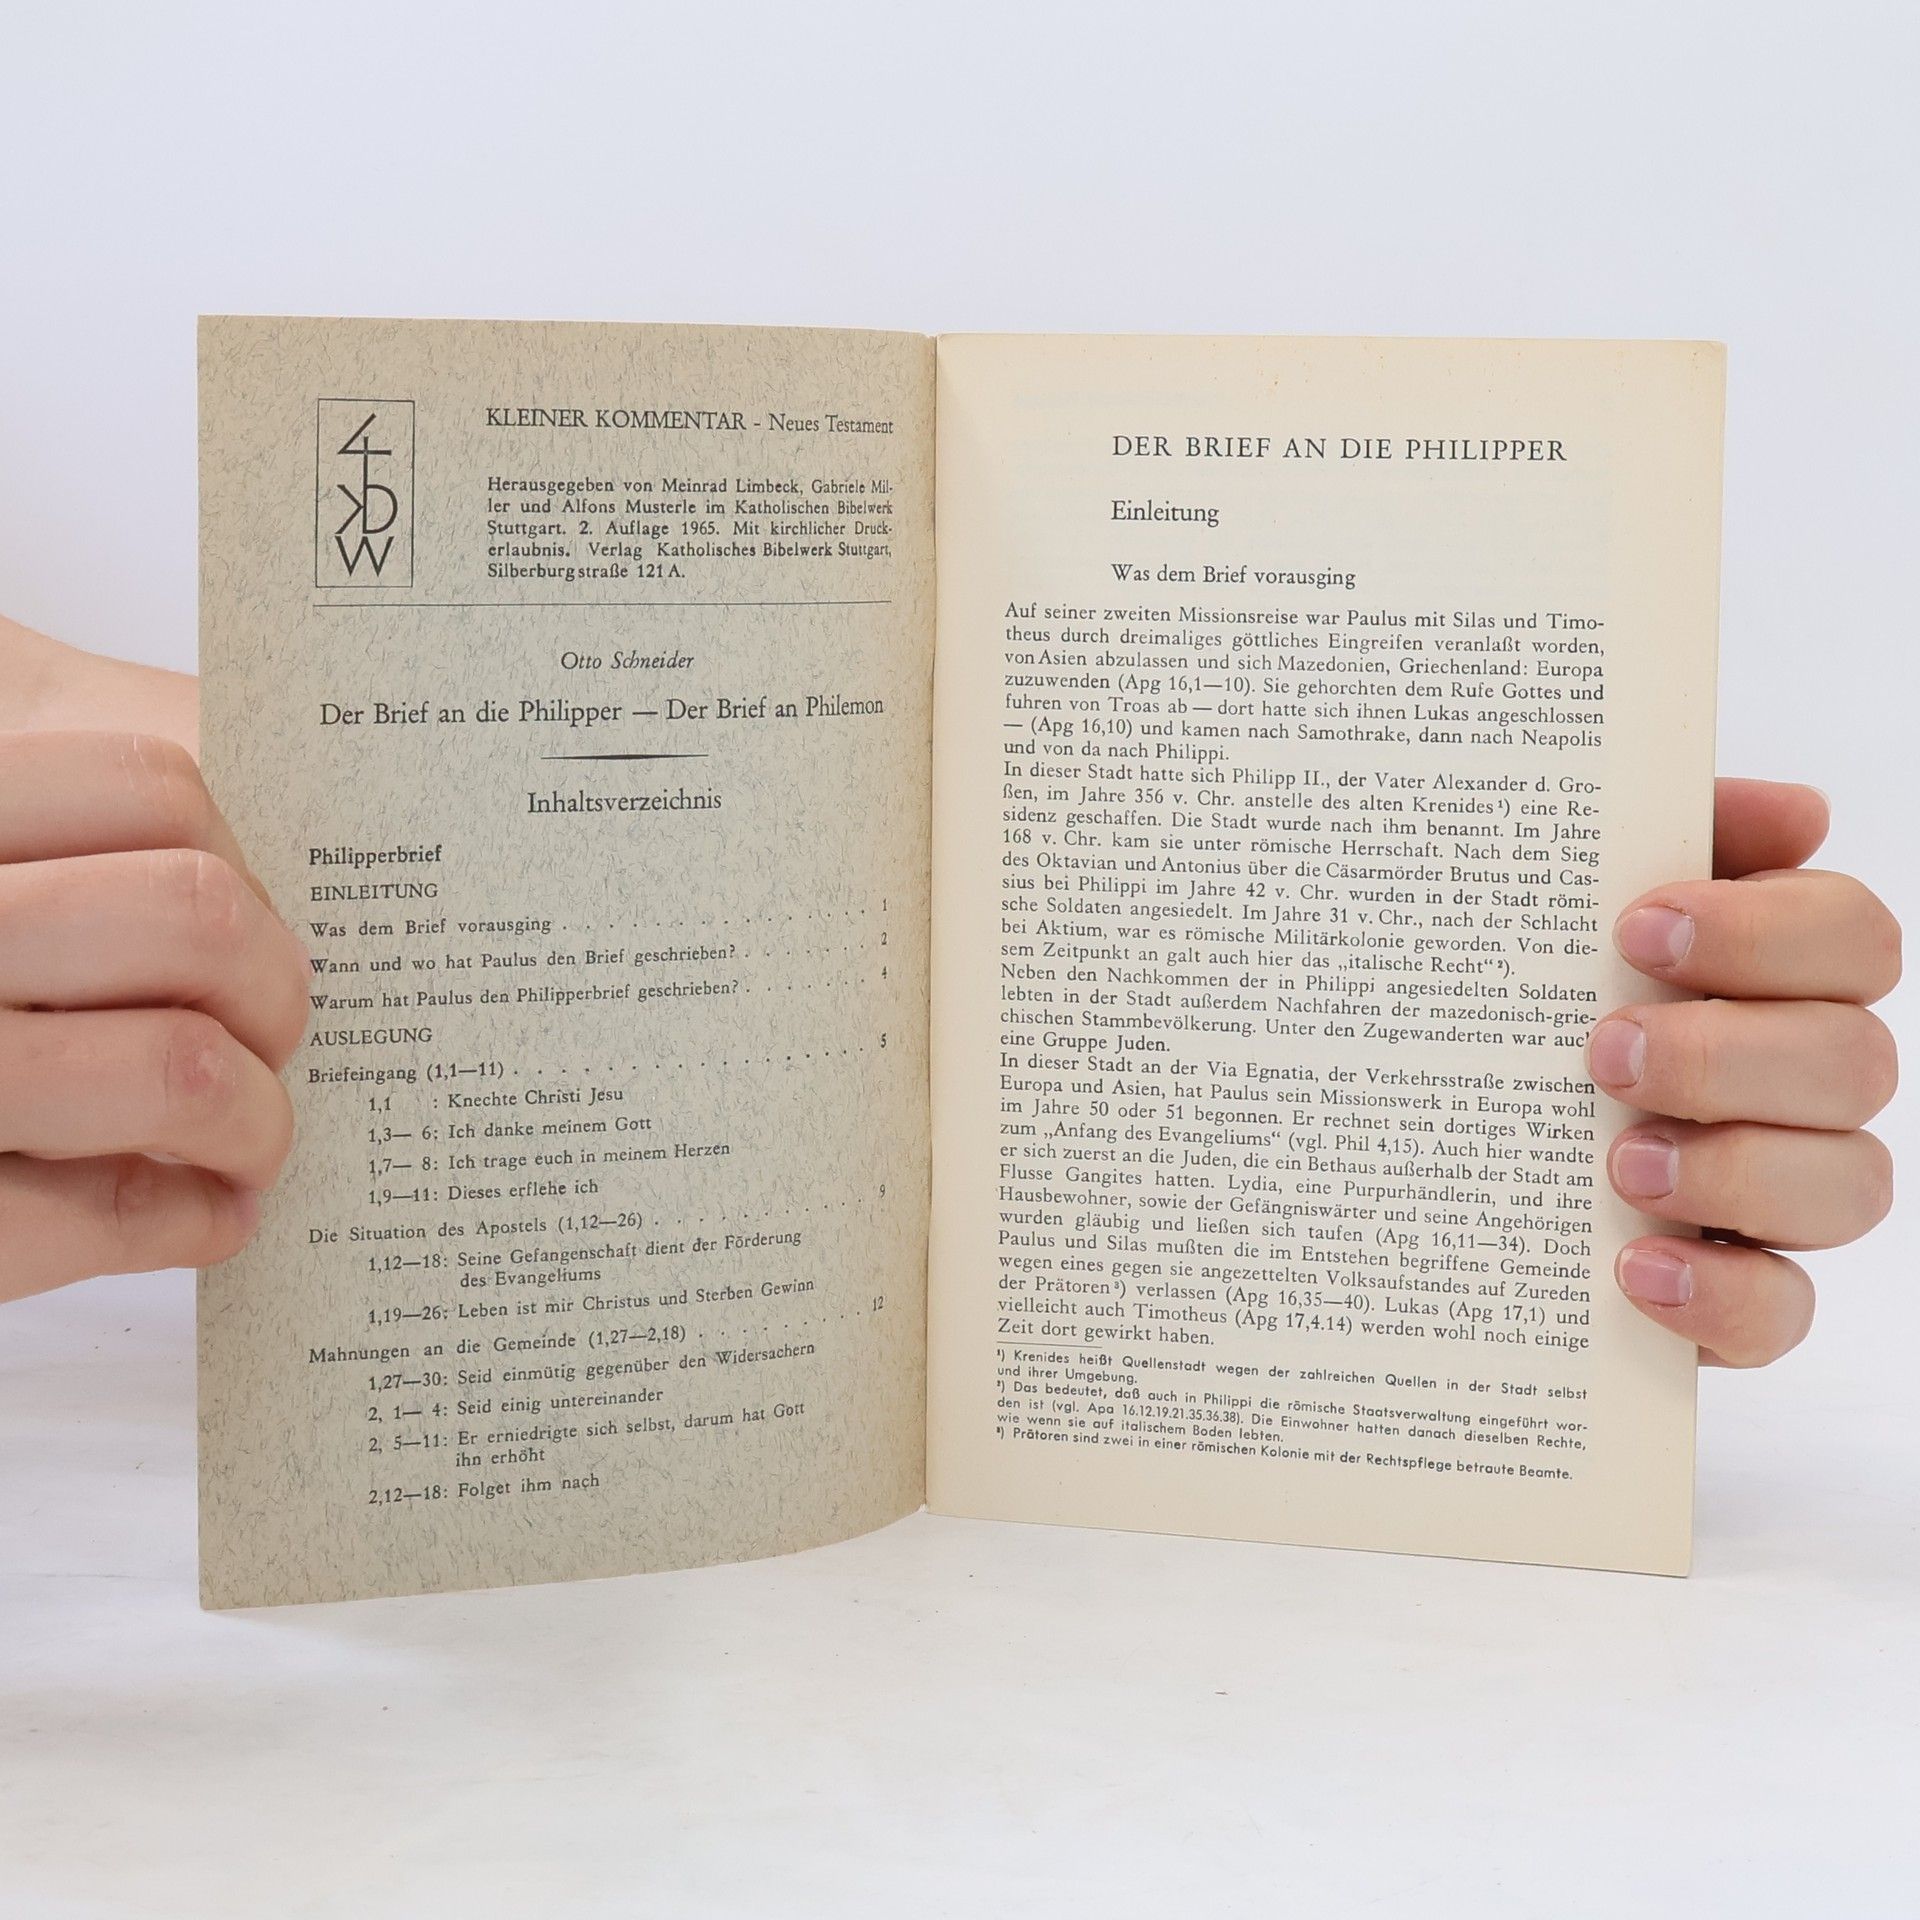 4
KD
W
KLEINER KOMMENTAR - Neues Testament
Herausgegeben von Meinrad Limbeck, Gabriele Mil-
ler und Alfons Musterle im Katholischen Bibelwerk
Stuttgart. 2. Auflage 1965. Mit kirchlicher Druck-
erlaubnis. Verlag Katholisches Bibelwerk Stuttgart,
Silberburgstraße 121 A.
Otto Schneider
Der Brief an die Philipper — Der Brief an Philemon
Inhaltsverzeichnis
Philipperbrief
EINLEITUNG
Was dem Brief vorausging . . . . . . . . . . . . . 1
Wann und wo hat Paulus den Brief geschrieben? . . . . . . 2
Warum hat Paulus den Philipperbrief geschrieben? . . . . . . 4
AUSLEGUNG
Briefeingang (1,1—11) . . . . . . . . . . . . . . . 5
1,1 : Knechte Christi Jesu
1,3— 6: Ich danke meinem Gott
1,7— 8: Ich trage euch in meinem Herzen
1,9—11: Dieses erflehe ich
Die Situation des Apostels (1,12—26) . . . . . . . . . . 9
1,12—18: Seine Gefangenschaft dient der Förderung
des Evangeliums
1,19—26: Leben ist mir Christus und Sterben Gewinn
Mahnungen an die Gemeinde (1,27—2,18) . . . . . . . . 12
1,27—30: Seid einmütig gegenüber den Widersachern
2, 1— 4: Seid einig untereinander
2, 5—11: Er erniedrigte sich selbst, darum hat Gott
ihn erhöht
2,12—18: Folget ihm nach
DER BRIEF AN DIE PHILIPPER
Einleitung
Was dem Brief vorausging
Auf seiner zweiten Missionsreise war Paulus mit Silas und Timo-
theus durch dreimaliges göttliches Eingreifen veranlaßt worden,
von Asien abzulassen und sich Mazedonien, Griechenland: Europa
zuzuwenden (Apg 16,1—10). Sie gehorchten dem Rufe Gottes und
fuhren von Troas ab — dort hatte sich ihnen Lukas angeschlossen
— (Apg 16,10) und kamen nach Samothrake, dann nach Neapolis
und von da nach Philippi.
In dieser Stadt hatte sich Philipp II., der Vater Alexander d. Gro-
ßen, im Jahre 356 v. Chr. anstelle des alten Krenides¹) eine Re-
sidenz geschaffen. Die Stadt wurde nach ihm benannt. Im Jahre
168 v. Chr. kam sie unter römische Herrschaft. Nach dem Sieg
des Oktavian und Antonius über die Cäsarmörder Brutus und Cas-
sius bei Philippi im Jahre 42 v. Chr. wurden in der Stadt römi-
sche Soldaten angesiedelt. Im Jahre 31 v. Chr., nach der Schlacht
bei Aktium, war es römische Militärkolonie geworden. Von die-
sem Zeitpunkt an galt auch hier das „italische Recht“²).
Neben den Nachkommen der in Philippi angesiedelten Soldaten
lebten in der Stadt außerdem Nachfahren der mazedonisch-grie-
chischen Stammbevölkerung. Unter den Zugewanderten war auch
eine Gruppe Juden.
In dieser Stadt an der Via Egnatia, der Verkehrsstraße zwischen
Europa und Asien, hat Paulus sein Missionswerk in Europa wohl
im Jahre 50 oder 51 begonnen. Er rechnet sein dortiges Wirken
zum „Anfang des Evangeliums“ (vgl. Phil 4,15). Auch hier wandte
er sich zuerst an die Juden, die ein Bethaus außerhalb der Stadt am
Flusse Gangites hatten. Lydia, eine Purpurhändlerin, und ihre
Hausbewohner, sowie der Gefängniswärter und seine Angehörigen
wurden gläubig und ließen sich taufen (Apg 16,11—34). Doch
Paulus und Silas mußten die im Entstehen begriffene Gemeinde
wegen eines gegen sie angezettelten Volksaufstandes auf Zureden
der Prätoren³) verlassen (Apg 16,35—40). Lukas (Apg 17,1) und
vielleicht auch Timotheus (Apg 17,4.14) werden wohl noch einige
Zeit dort gewirkt haben.
¹) Krenides heißt Quellenstadt wegen der zahlreichen Quellen in der Stadt selbst
und ihrer Umgebung.
²) Das bedeutet, daß auch in Philippi die römische Staatsverwaltung eingeführt wor-
den ist (vgl. Apa 16.12.19.21.35.36.38). Die Einwohner hatten danach dieselben Rechte,
wie wenn sie auf italischem Boden lebten.
³) Prätoren sind zwei in einer römischen Kolonie mit der Rechtspflege betraute Beamte.